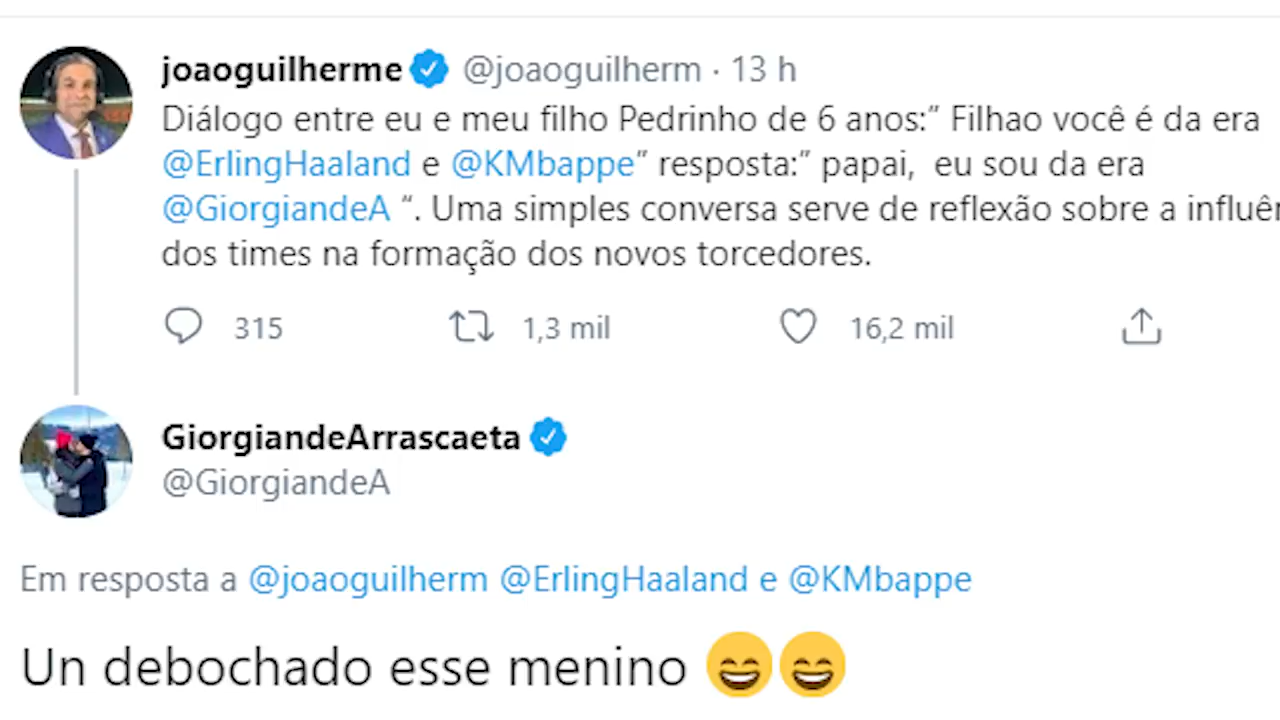 joaoguilherme @joaoguilherm · 13 h
Diálogo entre eu e meu filho Pedrinho de 6 anos:” Filhao você é da era
@ErlingHaaland e @KMbappe” resposta:” papai, eu sou da era
@GiorgiandeA “. Uma simples conversa serve de reflexão sobre a
dos times na formação dos novos torcedores.
315 1,3 mil 16,2 mil
GiorgiandeArrascaeta
@GiorgiandeA
Em resposta a @joaoguilherm @ErlingHaaland e @KMbappe
Un debochado esse menino 😄😄